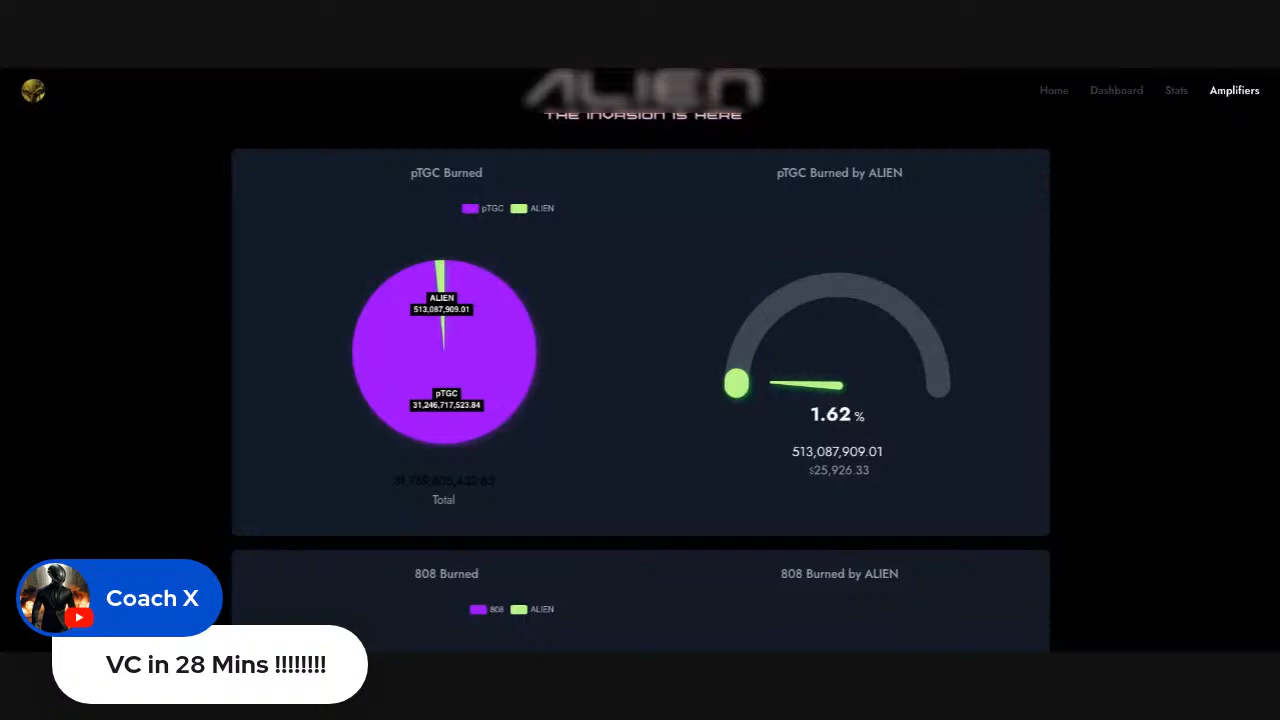 ALIEN
THE INVASION IS HERE
Home Dashboard Stats Amplifiers
pTGC Burned
pTGC Burned by ALIEN
pTGC ALIEN
ALIEN
513,087,909.01
pTGC
31,246,717,523.84
Total
1.62 %
513,087,909.01
$25,926.33
808 Burned
808 Burned by ALIEN
808 ALIEN
Coach X
VC in 28 Mins !!!!!!!!